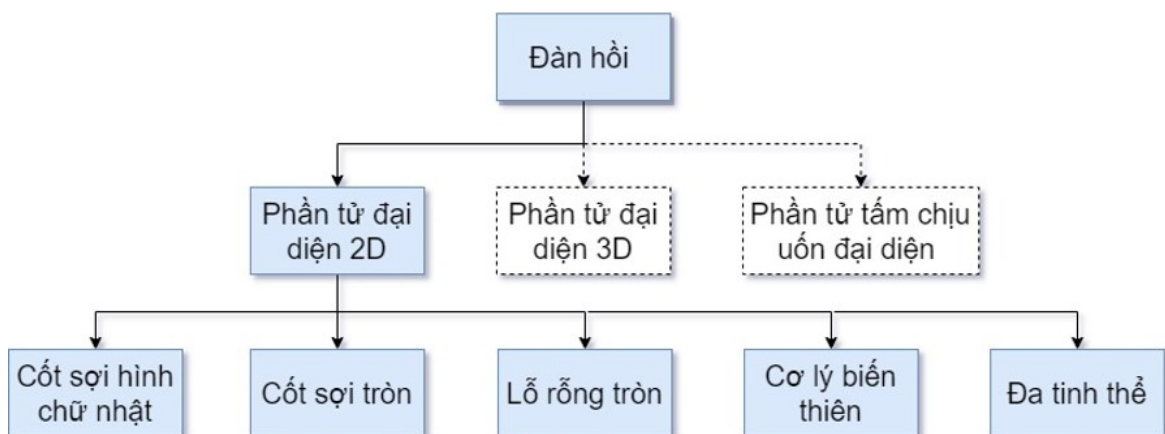 Đàn hồi
Phần tử đại
diện 2D
Phần tử đại
diện 3D
Phần tử tấm chịu
uốn đại diện
Cốt sợi hình
chữ nhật
Cốt sợi tròn
Lỗ rỗng tròn
Cơ lý biến
thiên
Đa tinh thể